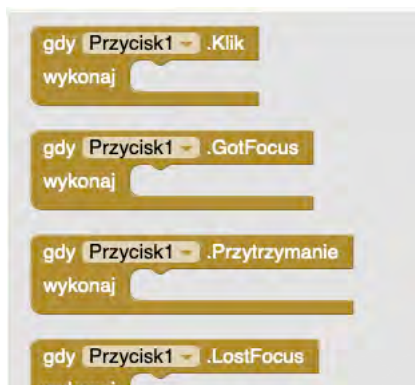 gdy Przycisk1 .Klik
wykonaj
gdy Przycisk1 .GotFocus
wykonaj
gdy Przycisk1 .Przytrzymanie
wykonaj
gdy Przycisk1 .LostFocus